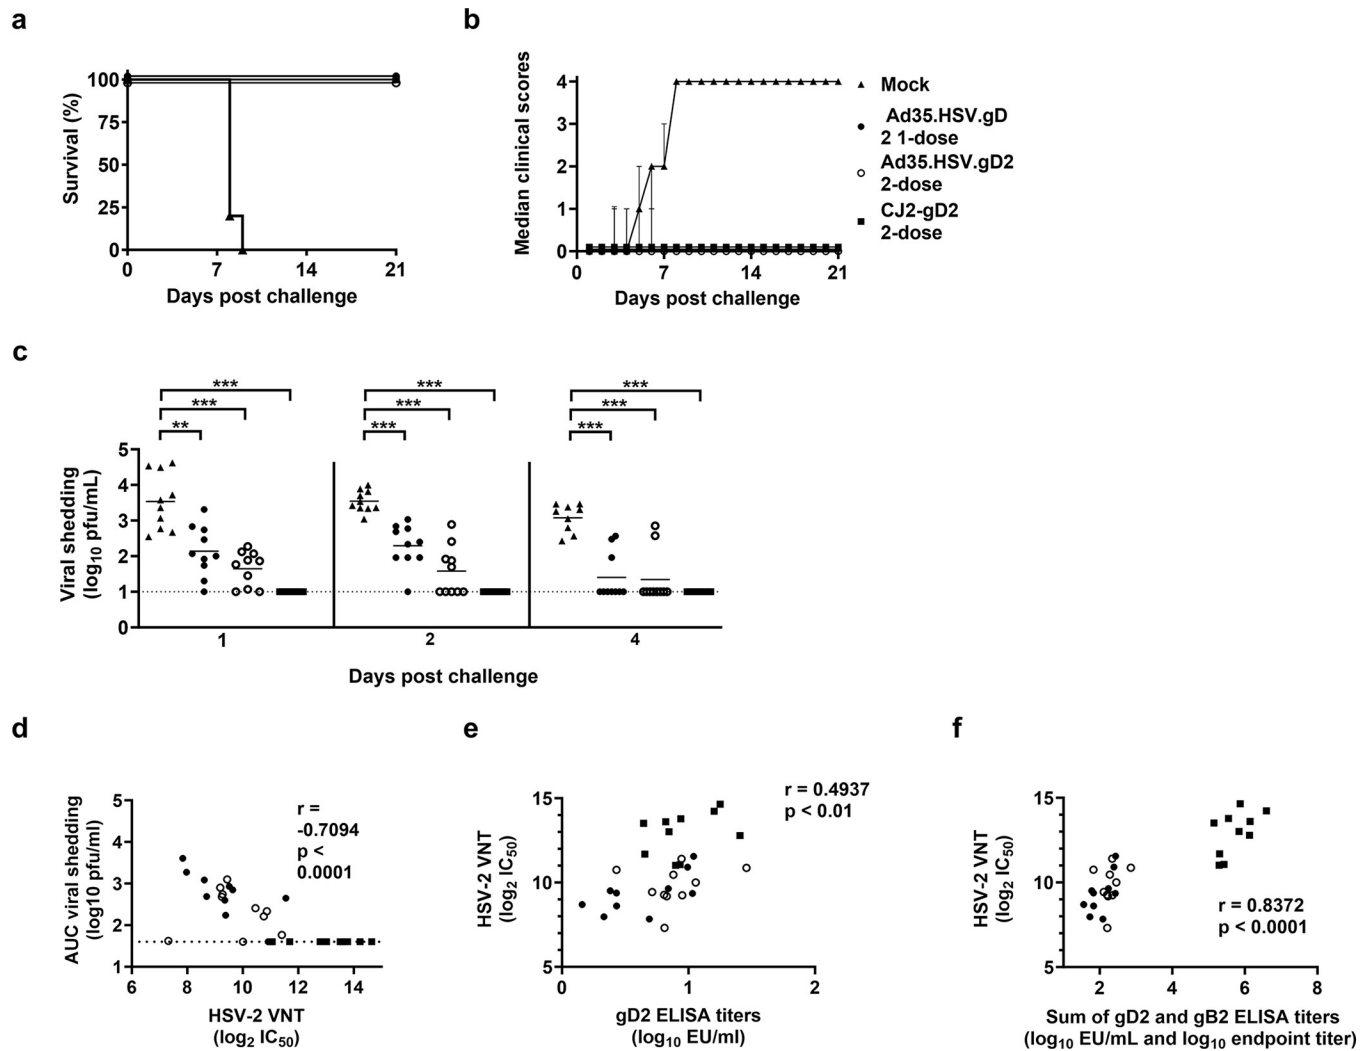 a
b
100
75
50
25
0
Survival (%)
0 7 14 21
Days post challenge
4
3
2
1
0
Median clinical scores
0 7 14 21
Days post challenge
Mock
Ad35.HSV.gD
2 1-dose
Ad35.HSV.gD2
2-dose
CJ2-gD2
2-dose
c
*** *** ***
*** *** ***
** *** ***
5
4
3
2
1
0
Viral shedding
(log10 pfu/mL)
1 2 4
Days post challenge
d
e
f
5
4
3
2
1
AUC viral shedding
(log10 pfu/ml)
r =
-0.7094
p <
0.0001
6 8 10 12 14
HSV-2 VNT
(log2 IC50)
15
10
5
HSV-2 VNT
(log2 IC50)
r = 0.4937
p < 0.01
0 1 2
gD2 ELISA titers
(log10 EU/ml)
15
10
5
HSV-2 VNT
(log2 IC50)
r = 0.8372
p < 0.0001
2 4 6 8
Sum of gD2 and gB2 ELISA titers
(log10 EU/mL and log10 endpoint titer)